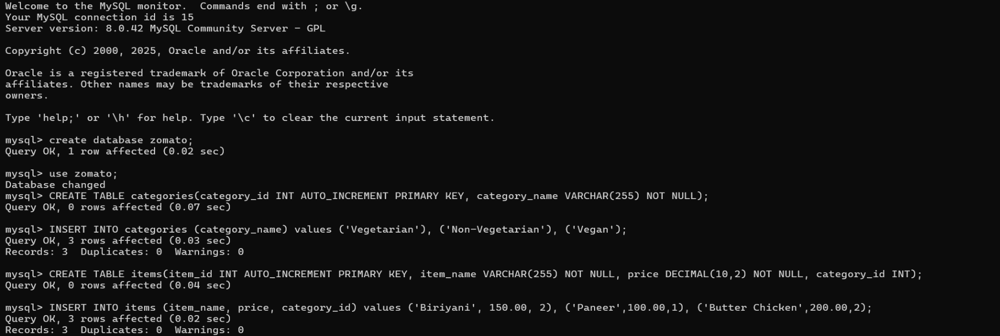 Welcome to the MySQL monitor.  Commands end with ; or \g.
Your MySQL connection id is 15
Server version: 8.0.42 MySQL Community Server - GPL

Copyright (c) 2000, 2025, Oracle and/or its affiliates.

Oracle is a registered trademark of Oracle Corporation and/or its
affiliates. Other names may be trademarks of their respective
owners.

Type 'help;' or '\h' for help. Type '\c' to clear the current input statement.

mysql> create database zomato;
Query OK, 1 row affected (0.02 sec)

mysql> use zomato;
Database changed
mysql> CREATE TABLE categories(category_id INT AUTO_INCREMENT PRIMARY KEY, category_name VARCHAR(255) NOT NULL);
Query OK, 0 rows affected (0.07 sec)

mysql> INSERT INTO categories (category_name) values ('Vegetarian'), ('Non-Vegetarian'), ('Vegan');
Query OK, 3 rows affected (0.03 sec)
Records: 3  Duplicates: 0  Warnings: 0

mysql> CREATE TABLE items(item_id INT AUTO_INCREMENT PRIMARY KEY, item_name VARCHAR(255) NOT NULL, price DECIMAL(10,2) NOT NULL, category_id INT);
Query OK, 0 rows affected (0.04 sec)

mysql> INSERT INTO items (item_name, price, category_id) values ('Biriyani', 150.00, 2), ('Paneer',100.00,1), ('Butter Chicken',200.00,2);
Query OK, 3 rows affected (0.02 sec)
Records: 3  Duplicates: 0  Warnings: 0